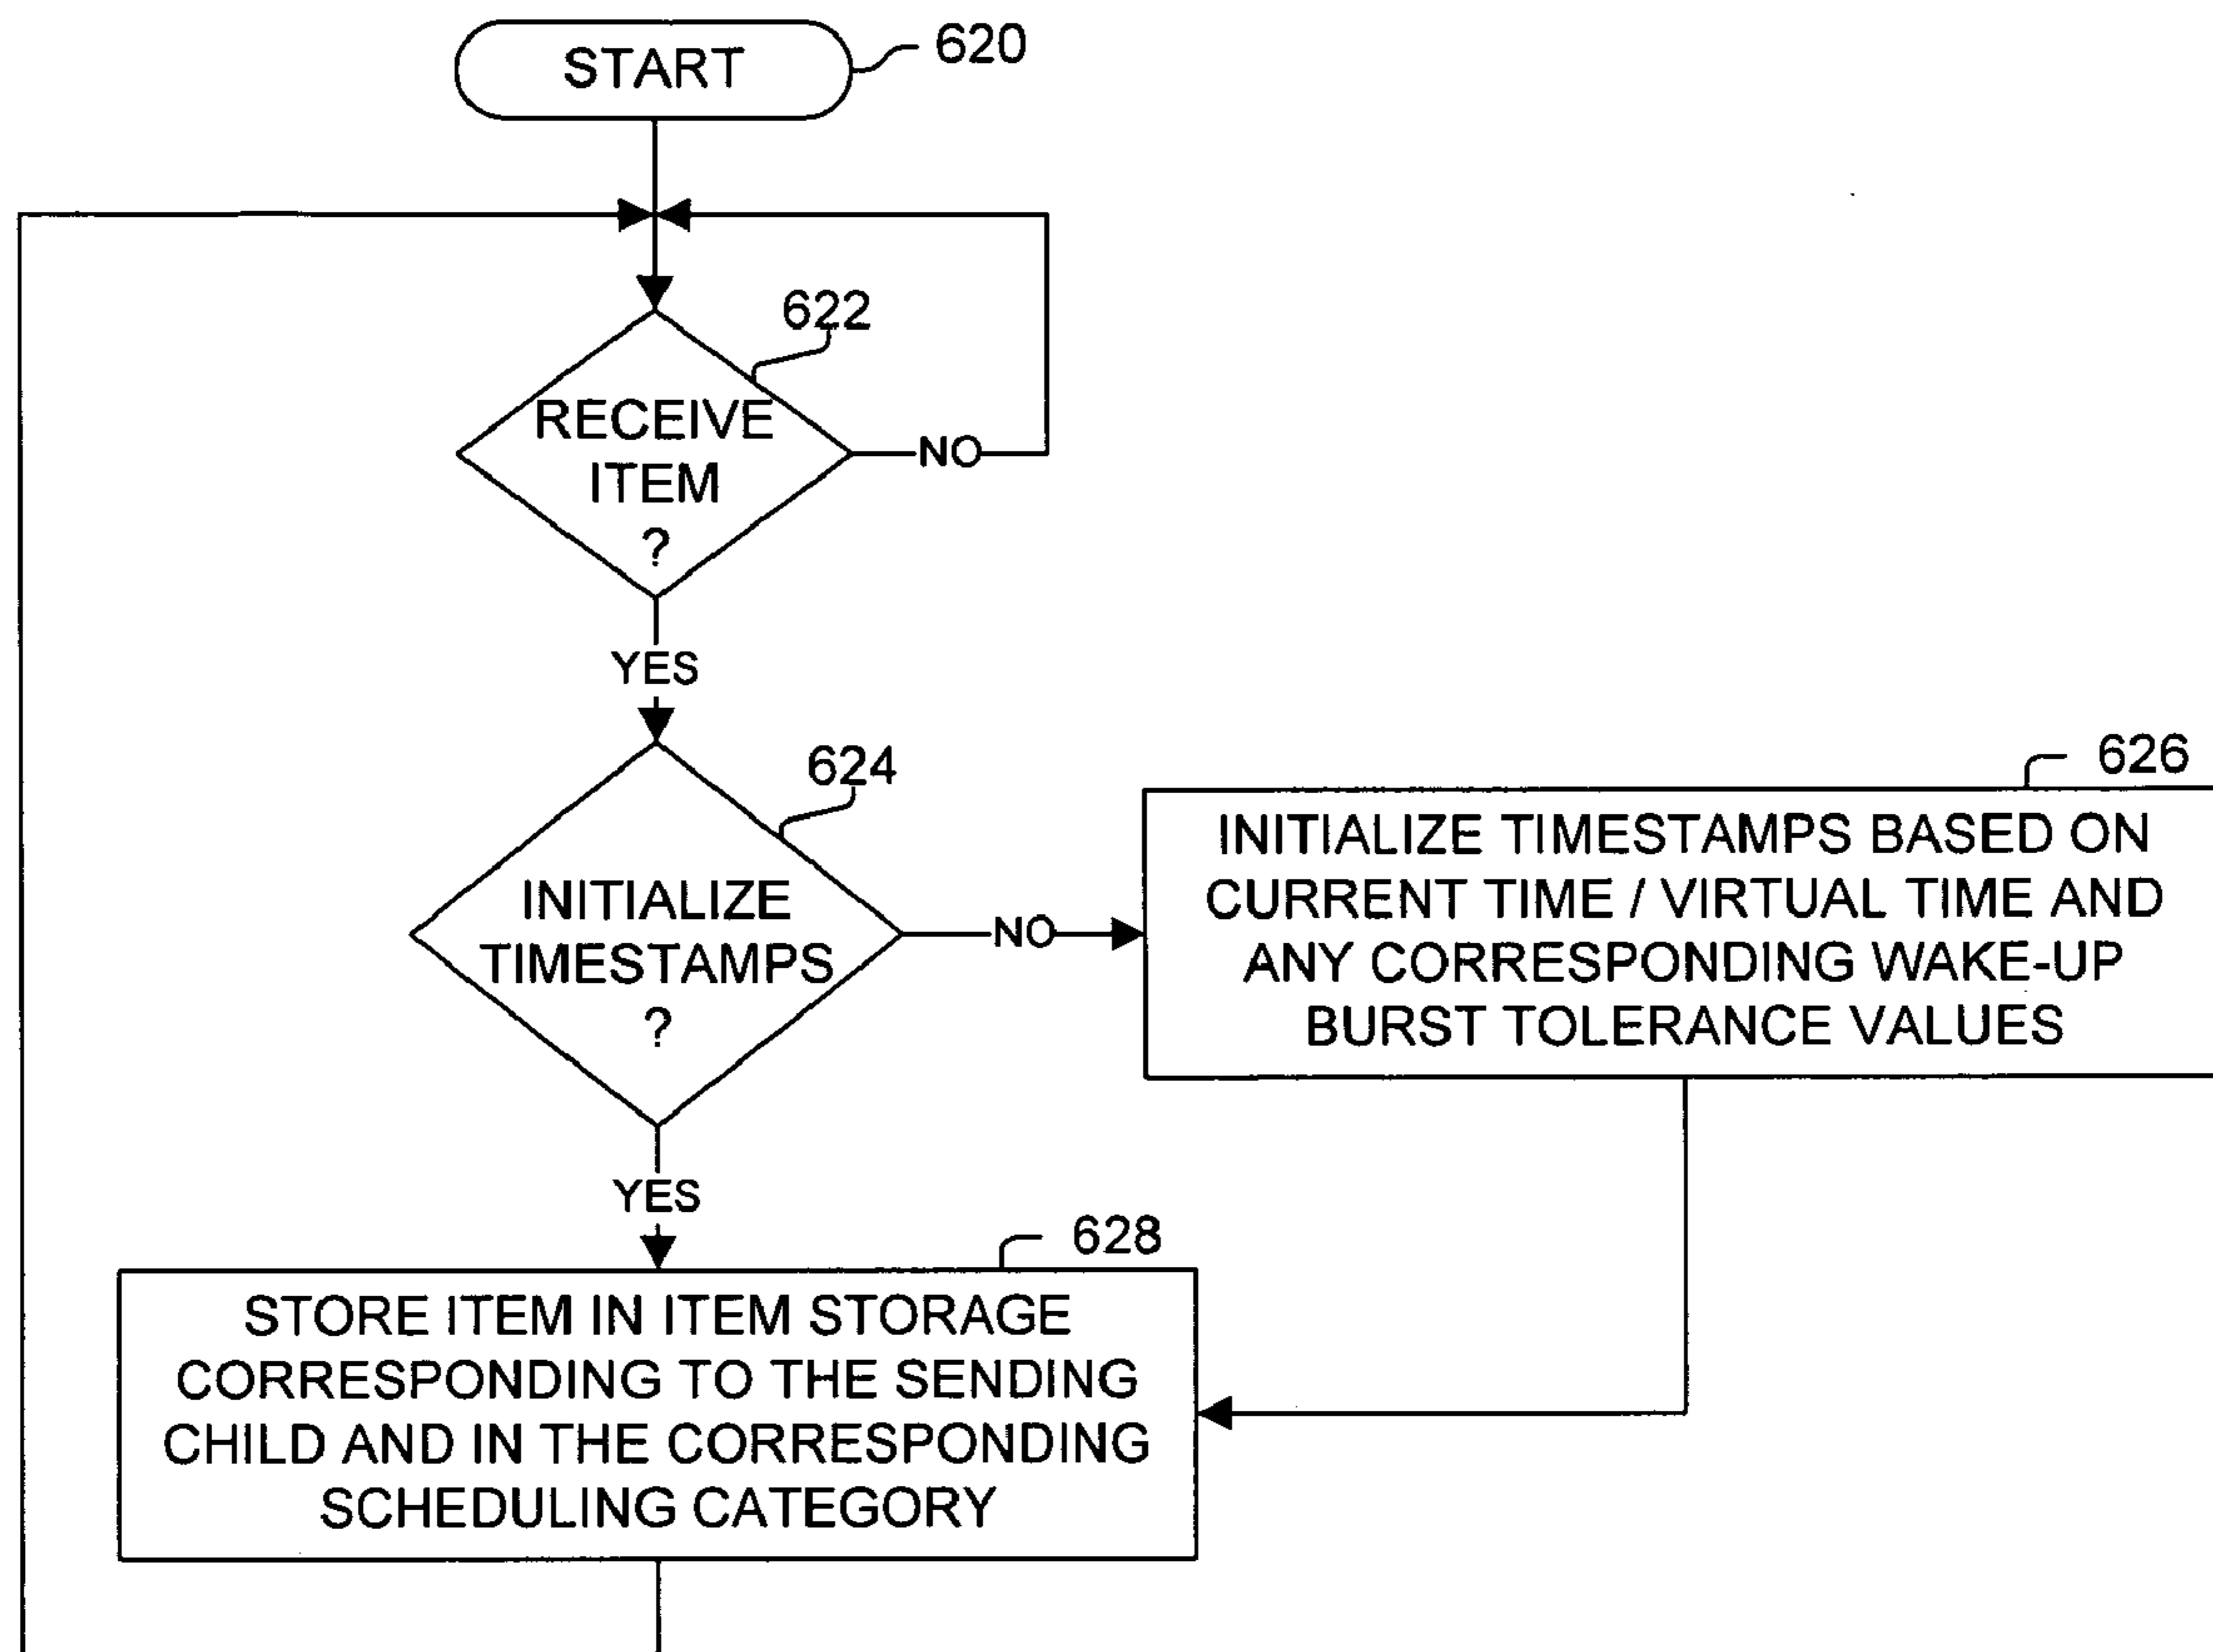 START
620
622
RECEIVE
ITEM
?
NO
YES
624
INITIALIZE
TIMESTAMPS
?
NO
626
INITIALIZE TIMESTAMPS BASED ON
CURRENT TIME / VIRTUAL TIME AND
ANY CORRESPONDING WAKE-UP
BURST TOLERANCE VALUES
YES
628
STORE ITEM IN ITEM STORAGE
CORRESPONDING TO THE SENDING
CHILD AND IN THE CORRESPONDING
SCHEDULING CATEGORY